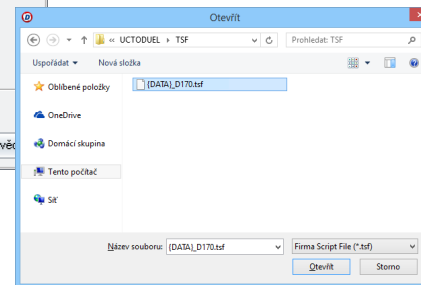 Otevřít
« UCTODUEL ▸ TSF
Prohledat: TSF
Uspořádat
Nová složka
Oblíbené položky
{DATA}_D170.tsf
OneDrive
Domácí skupina
Tento počítač
Síť
Název souboru:
{DATA}_D170.tsf
Firma Script File (*.tsf)
Otevřít
Storno